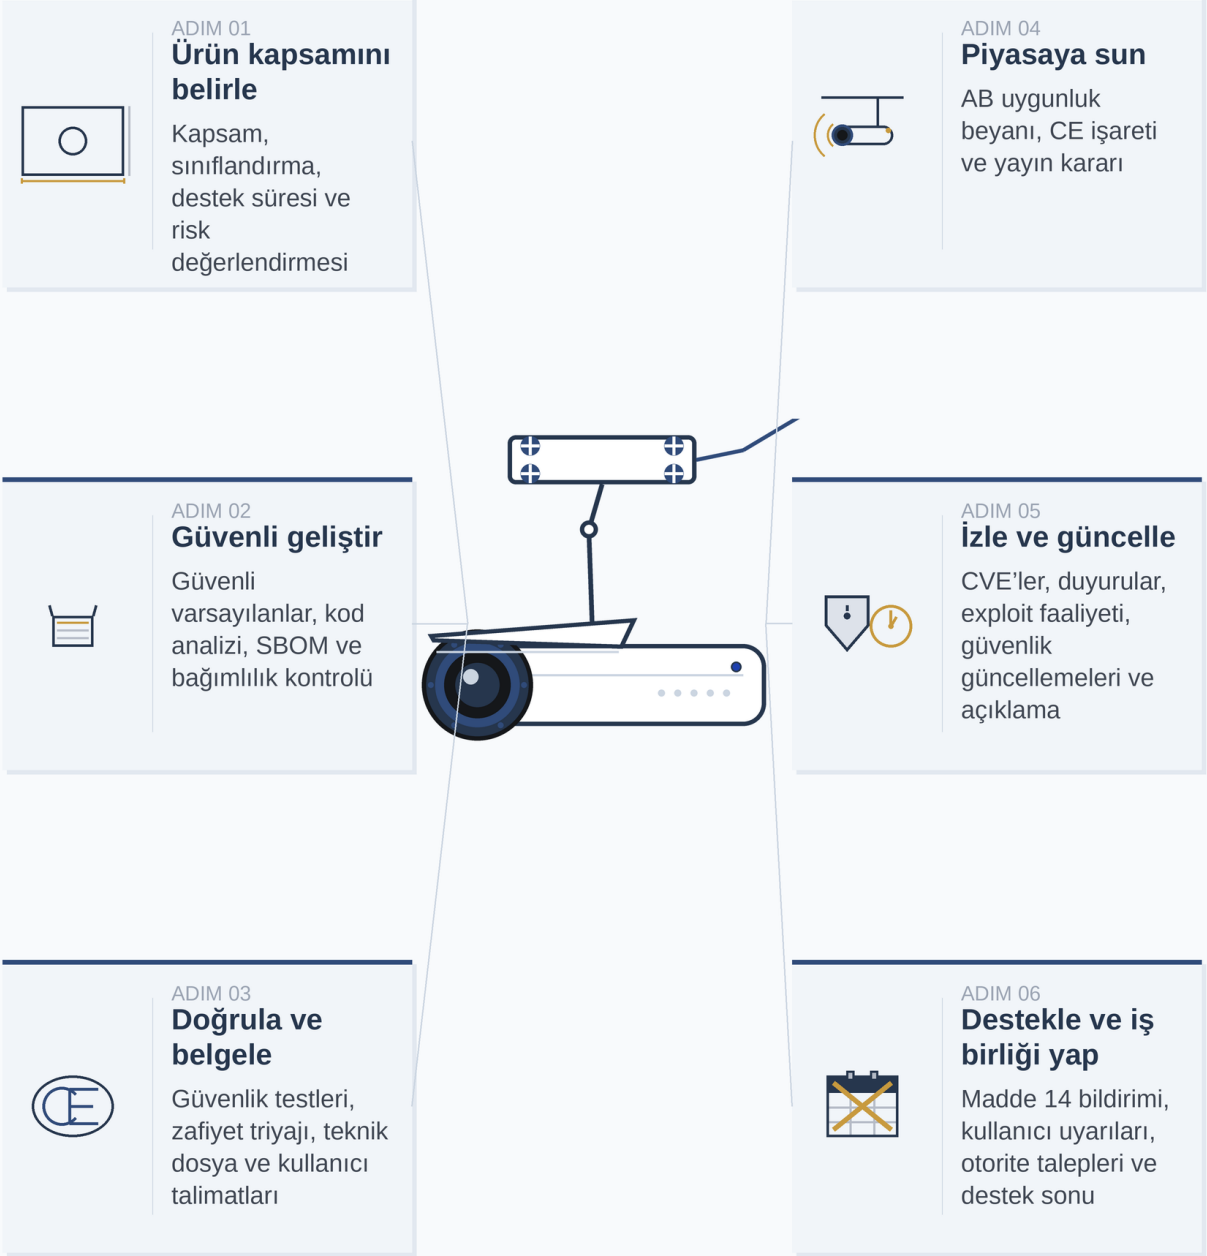 ADIM 01
Ürün kapsamını
belirle
Kapsam,
sınıflandırma,
destek süresi ve
risk
değerlendirmesi
ADIM 02
Güvenli geliştir
Güvenli
varsayılanlar, kod
analizi, SBOM ve
bağımlılık kontrolü
ADIM 03
Doğrula ve
belgele
Güvenlik testleri,
zafiyet triyajı, teknik
dosya ve kullanıcı
talimatları
CE
ADIM 04
Piyasaya sun
AB uygunluk
beyanı, CE işareti
ve yayın kararı
ADIM 05
İzle ve güncelle
CVE’ler, duyurular,
exploit faaliyeti,
güvenlik
güncellemeleri ve
açıklama
ADIM 06
Destekle ve iş
birliği yap
Madde 14 bildirimi,
kullanıcı uyarıları,
otorite talepleri ve
destek sonu